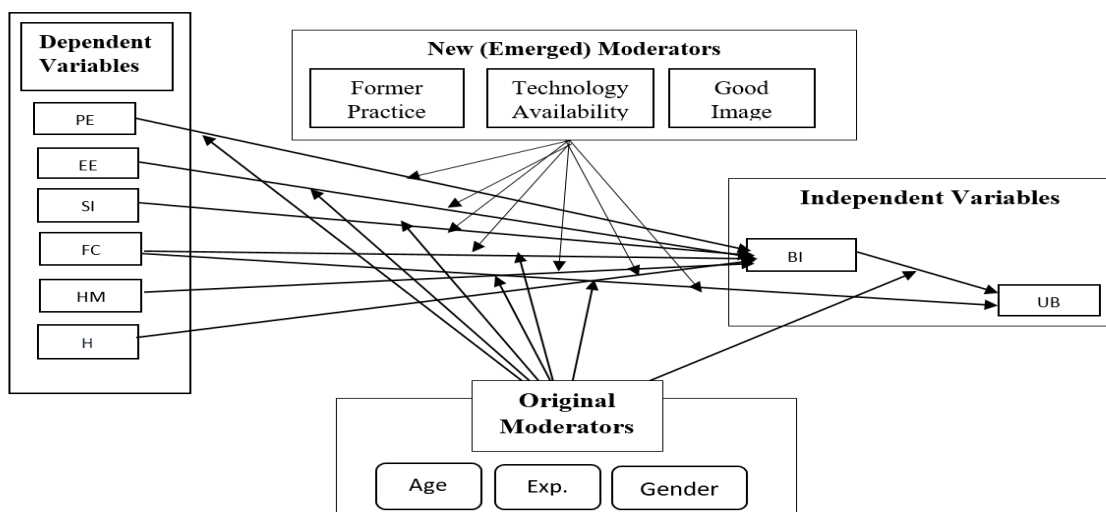 Dependent
Variables
PE
EE
SI
FC
HM
H
New (Emerged) Moderators
Former
Practice
Technology
Availability
Good
Image
Independent Variables
BI
UB
Original
Moderators
Age
Exp.
Gender